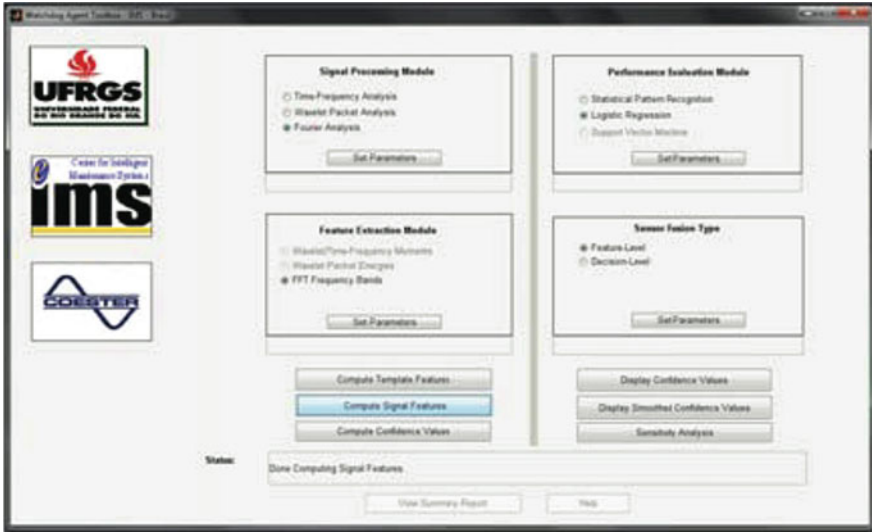 Watchdog Agent Toolbox - IMS - Brasil
UFRGS
UNIVERSIDADE FEDERAL
DO RIO GRANDE DO SUL
Center for Intelligent
Maintenance Systems
ims
COESTER
Signal Processing Module
Time-Frequency Analysis
Wavelet Packet Analysis
Fourier Analysis
Set Parameters
Feature Extraction Module
Wavelet/Time-Frequency Moments
Wavelet Packet Energies
FFT Frequency Bands
Set Parameters
Compute Template Features
Compute Signal Features
Compute Confidence Values
Performance Evaluation Module
Statistical Pattern Recognition
Logistic Regression
Support Vector Machine
Set Parameters
Sensor Fusion Type
Feature-Level
Decision-Level
Set Parameters
Display Confidence Values
Display Smoothed Confidence Values
Sensitivity Analysis
Status:
Done Computing Signal Features
View Summary Report
Help